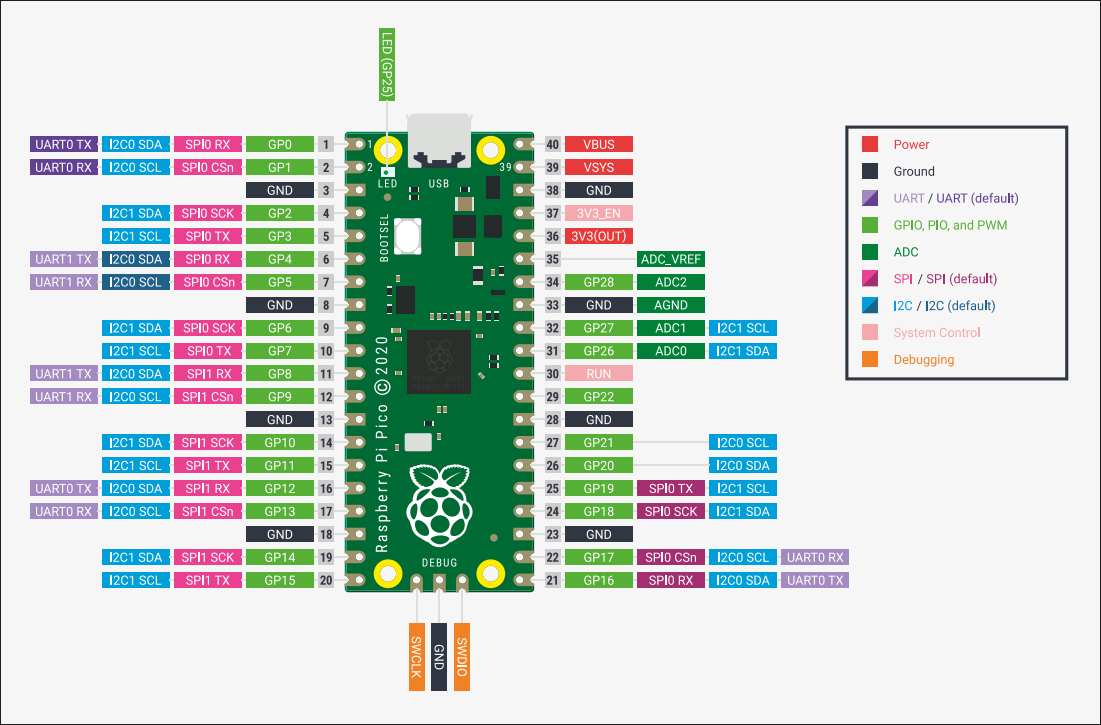 LED (GP25)
UART0 TX I2C0 SDA SPI0 RX GP0 1 1 40 VBUS
UART0 RX I2C0 SCL SPI0 CSn GP1 2 2 39 39 VSYS
GND 3 LED USB 38 GND
I2C1 SDA SPI0 SCK GP2 4 37 3V3_EN
I2C1 SCL SPI0 TX GP3 5 BOOTSEL 36 3V3(OUT)
UART1 TX I2C0 SDA SPI0 RX GP4 6 35 ADC_VREF
UART1 RX I2C0 SCL SPI0 CSn GP5 7 34 GP28 ADC2
GND 8 33 GND AGND
I2C1 SDA SPI0 SCK GP6 9 32 GP27 ADC1 I2C1 SCL
I2C1 SCL SPI0 TX GP7 10 31 GP26 ADC0 I2C1 SDA
UART1 TX I2C0 SDA SPI1 RX GP8 11 30 RUN
UART1 RX I2C0 SCL SPI1 CSn GP9 12 29 GP22
GND 13 28 GND
I2C1 SDA SPI1 SCK GP10 14 27 GP21 I2C0 SCL
I2C1 SCL SPI1 TX GP11 15 26 GP20 I2C0 SDA
UART0 TX I2C0 SDA SPI1 RX GP12 16 25 GP19 SPI0 TX I2C1 SCL
UART0 RX I2C0 SCL SPI1 CSn GP13 17 24 GP18 SPI0 SCK I2C1 SDA
GND 18 23 GND
I2C1 SDA SPI1 SCK GP14 19 22 GP17 SPI0 CSn I2C0 SCL UART0 RX
I2C1 SCL SPI1 TX GP15 20 21 GP16 SPI0 RX I2C0 SDA UART0 TX
Raspberry Pi Pico © 2020
DEBUG
SWCLK GND SWDIO
Power
Ground
UART / UART (default)
GPIO, PIO, and PWM
ADC
SPI / SPI (default)
I2C / I2C (default)
System Control
Debugging